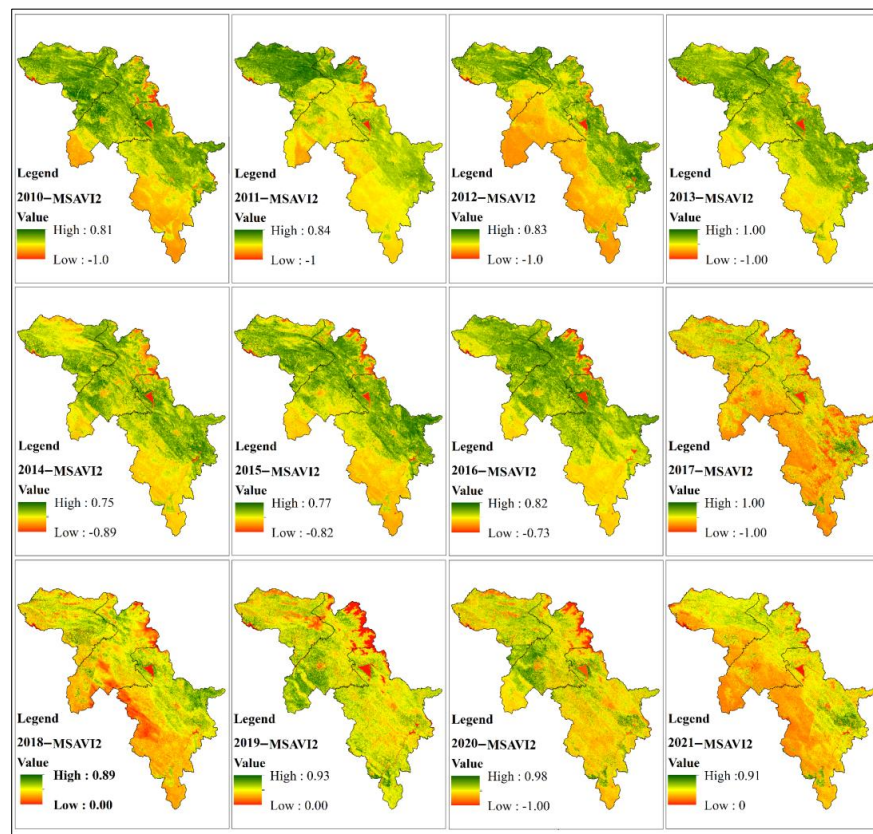 Legend
2010−MSAVI2
Value
High : 0.81
Low : -1.0
Legend
2011−MSAVI2
Value
High : 0.84
Low : -1
Legend
2012−MSAVI2
Value
High : 0.83
Low : -1.0
Legend
2013−MSAVI2
Value
High : 1.00
Low : -1.00
Legend
2014−MSAVI2
Value
High : 0.75
Low : -0.89
Legend
2015−MSAVI2
Value
High : 0.77
Low : -0.82
Legend
2016−MSAVI2
Value
High : 0.82
Low : -0.73
Legend
2017−MSAVI2
Value
High : 1.00
Low : -1.00
Legend
2018−MSAVI2
Value
High : 0.89
Low : 0.00
Legend
2019−MSAVI2
Value
High : 0.93
Low : 0.00
Legend
2020−MSAVI2
Value
High : 0.98
Low : -1.00
Legend
2021−MSAVI2
Value
High :0.91
Low : 0